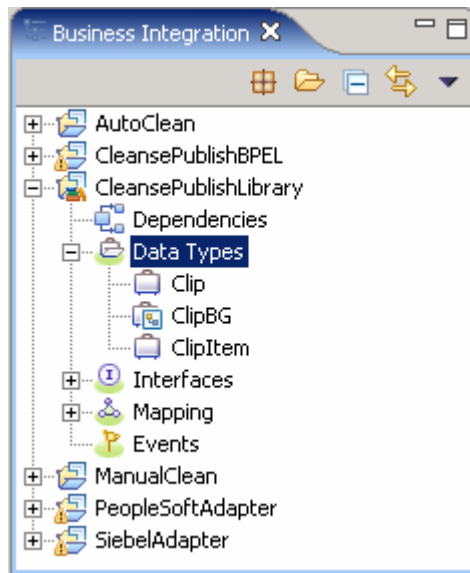 Business Integration
AutoClean
CleansePublishBPEL
CleansePublishLibrary
Dependencies
Data Types
Clip
ClipBG
ClipItem
Interfaces
Mapping
Events
ManualClean
PeopleSoftAdapter
SiebelAdapter